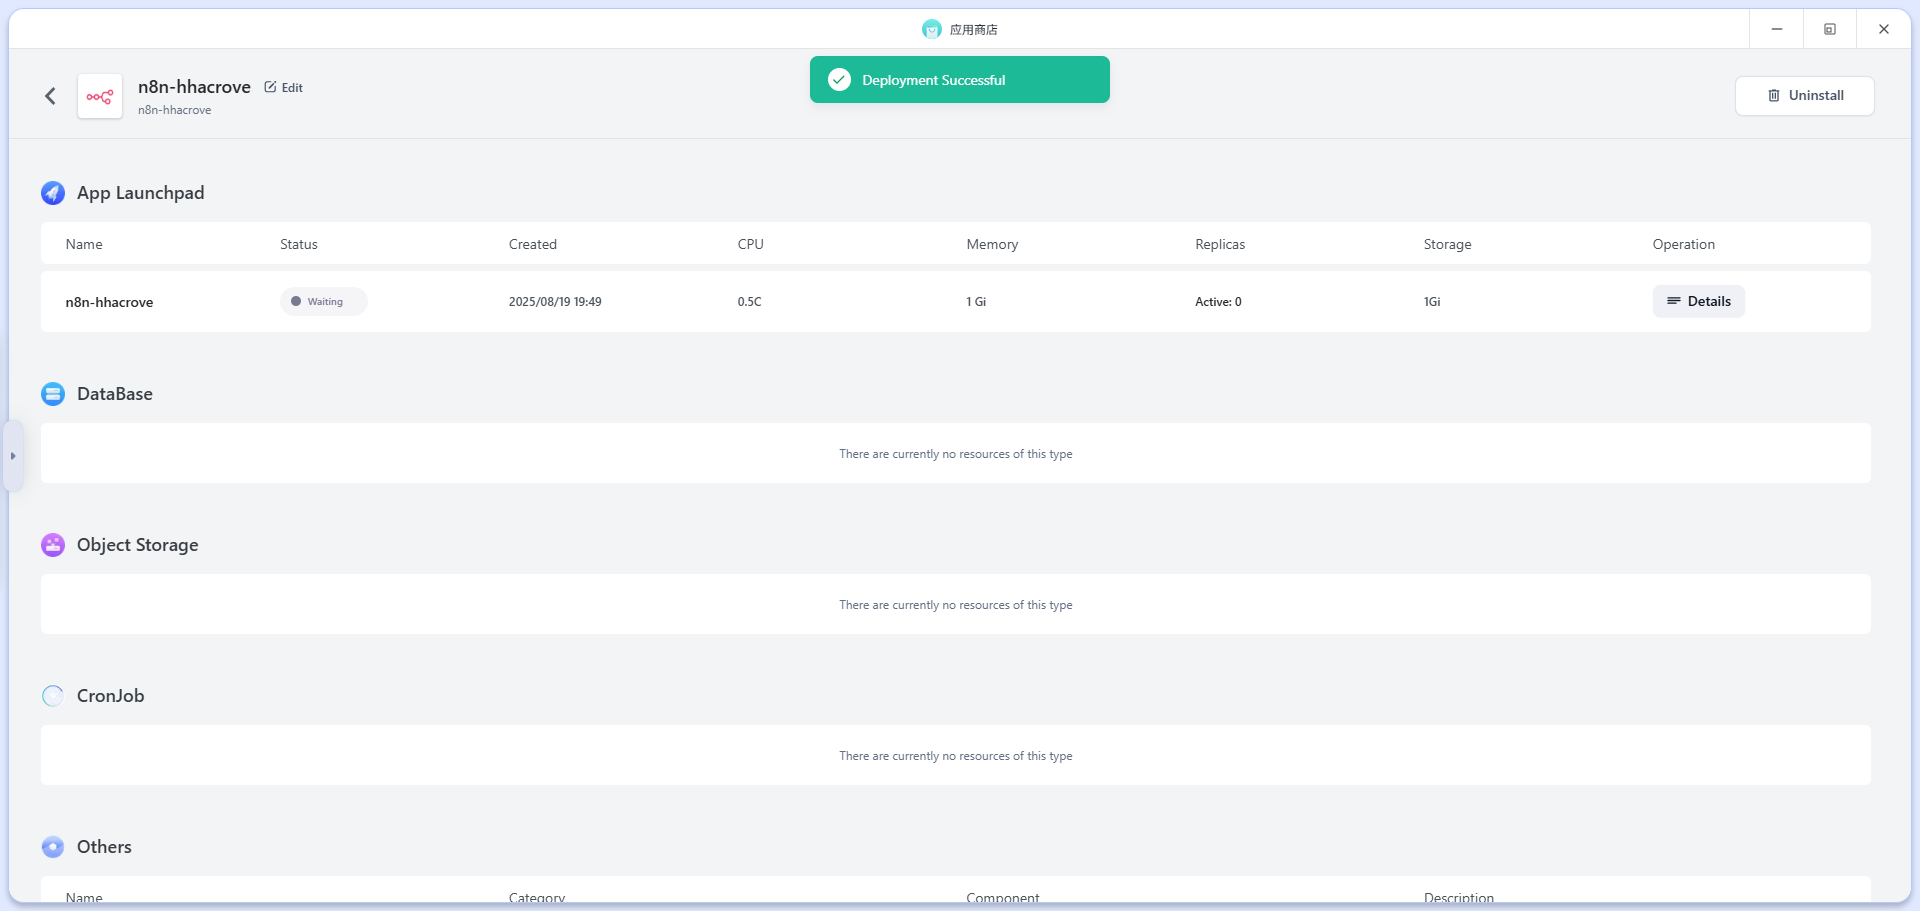 应用商店
Deployment Successful
n8n-hhacrove Edit
n8n-hhacrove
Uninstall
App Launchpad
Name Status Created CPU Memory Replicas Storage Operation
n8n-hhacrove Waiting 2025/08/19 19:49 0.5C 1 Gi Active: 0 1Gi Details
DataBase
There are currently no resources of this type
Object Storage
There are currently no resources of this type
CronJob
There are currently no resources of this type
Others
Name Category Component Description